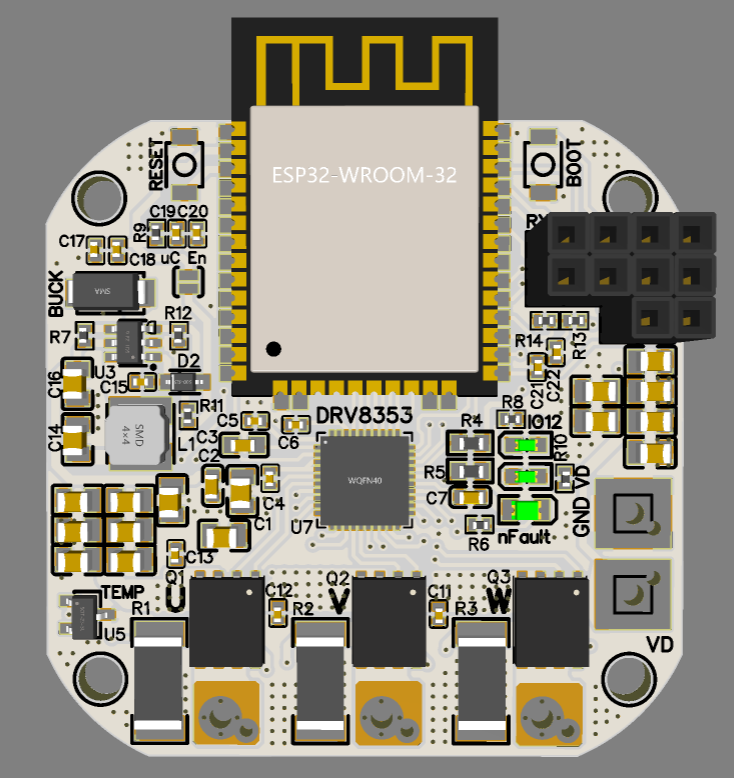 ESP32-WROOM-32
RESET
BOOT
C19
C20
R9
C17
C18
uC En
BUCK
SMA
R12
R7
R14
R13
U3
D2
C16
C15
C21
C22
R11
SMD
4×4
L1
C14
C5
C6
DRV8353
R8
R4
IO12
C3
C2
R5
R10
WQFN40
C4
C7
VD
GND
C1
U7
R6
nFault
C13
Q1
Q2
Q3
TEMP
U
C12
V
C11
W
R1
R2
R3
U5
VD